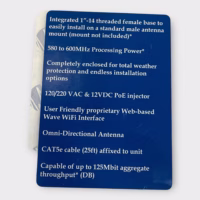 Integrated 1"-14 threaded female base to
easily install on a standard male antenna
mount (mount not included)*
580 to 600MHz Processing Power*
Completely enclosed for total weather
protection and endless installation
options
120/220 VAC & 12VDC PoE injector
User Friendly proprietary Web-based
Wave WiFi Interface
Omni-Directional Antenna
CAT5e cable (25ft) affixed to unit
Capable of up to 125Mbit aggregate
throughput* (DB)